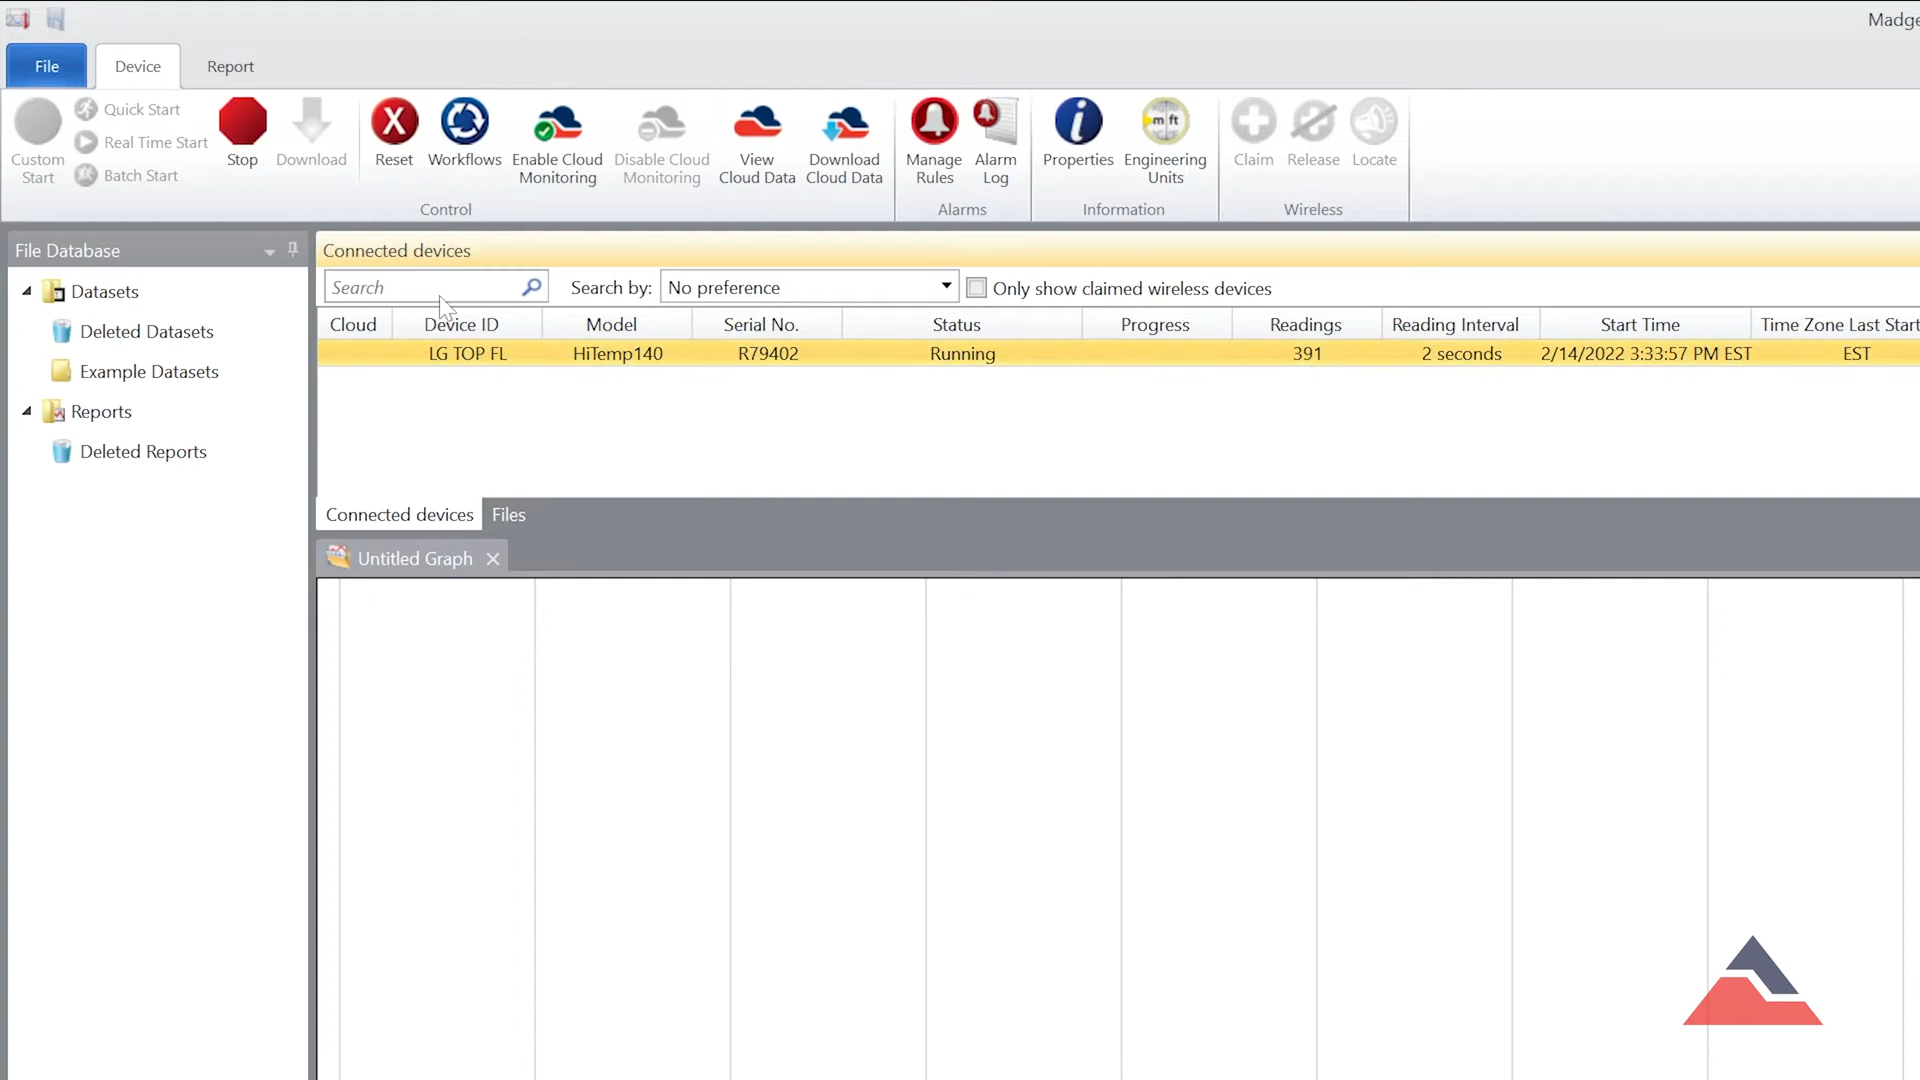 Madge
File
Device
Report
Custom
Start
Quick Start
Real Time Start
Batch Start
Stop
Download
Reset
Workflows
Enable Cloud
Monitoring
Disable Cloud
Monitoring
View
Cloud Data
Download
Cloud Data
Control
Manage
Rules
Alarm
Log
Alarms
Properties
Engineering
Units
Information
Claim
Release
Locate
Wireless
File Database
Datasets
Deleted Datasets
Example Datasets
Reports
Deleted Reports
Connected devices
Search
Search by:
No preference
Only show claimed wireless devices
Cloud Device ID Model Serial No. Status Progress Readings Reading Interval Start Time Time Zone Last Start
LG TOP FL HiTemp140 R79402 Running 391 2 seconds 2/14/2022 3:33:57 PM EST EST
Connected devices
Files
Untitled Graph